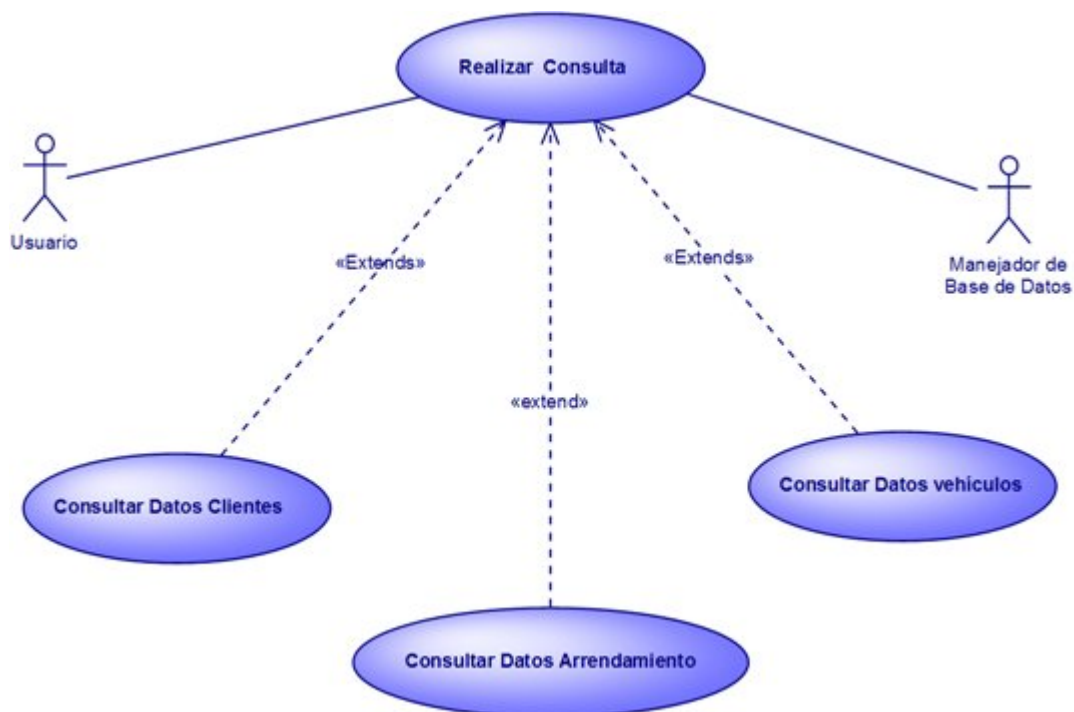 Realizar Consulta
Usuario
Manejador de
Base de Datos
«Extends»
«Extends»
«extend»
Consultar Datos Clientes
Consultar Datos vehiculos
Consultar Datos Arrendamiento